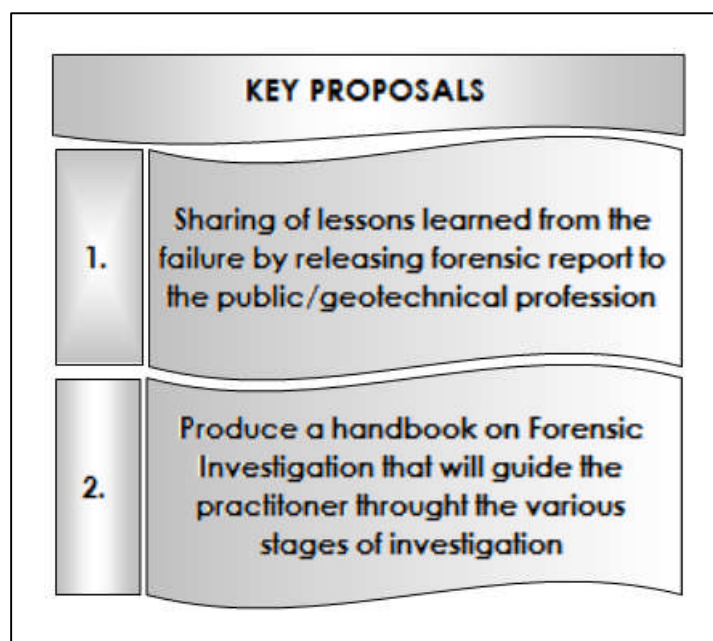 KEY PROPOSALS
1.
Sharing of lessons learned from the
failure by releasing forensic report to
the public/geotechnical profession
2.
Produce a handbook on Forensic
Investigation that will guide the
practitoner throught the various
stages of investigation